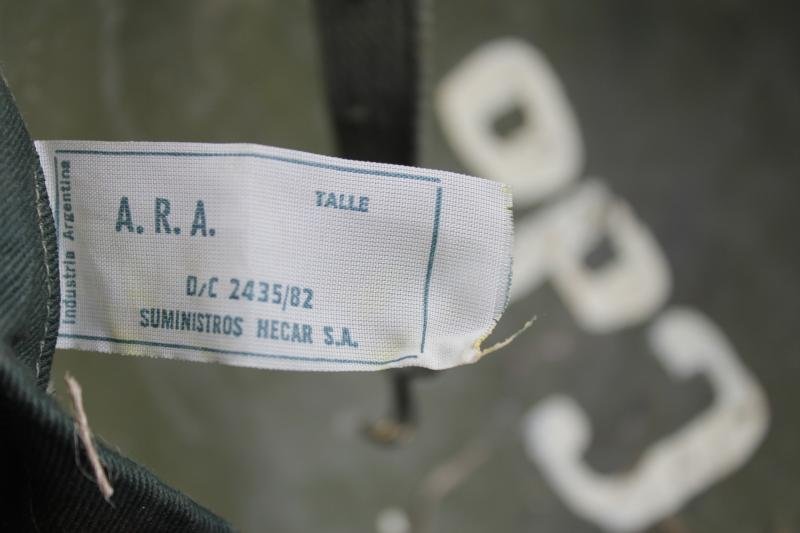 Industria Argentina
A. R. A.
TALLE
O/C 2435/82
SUMINISTROS HECAR S.A.